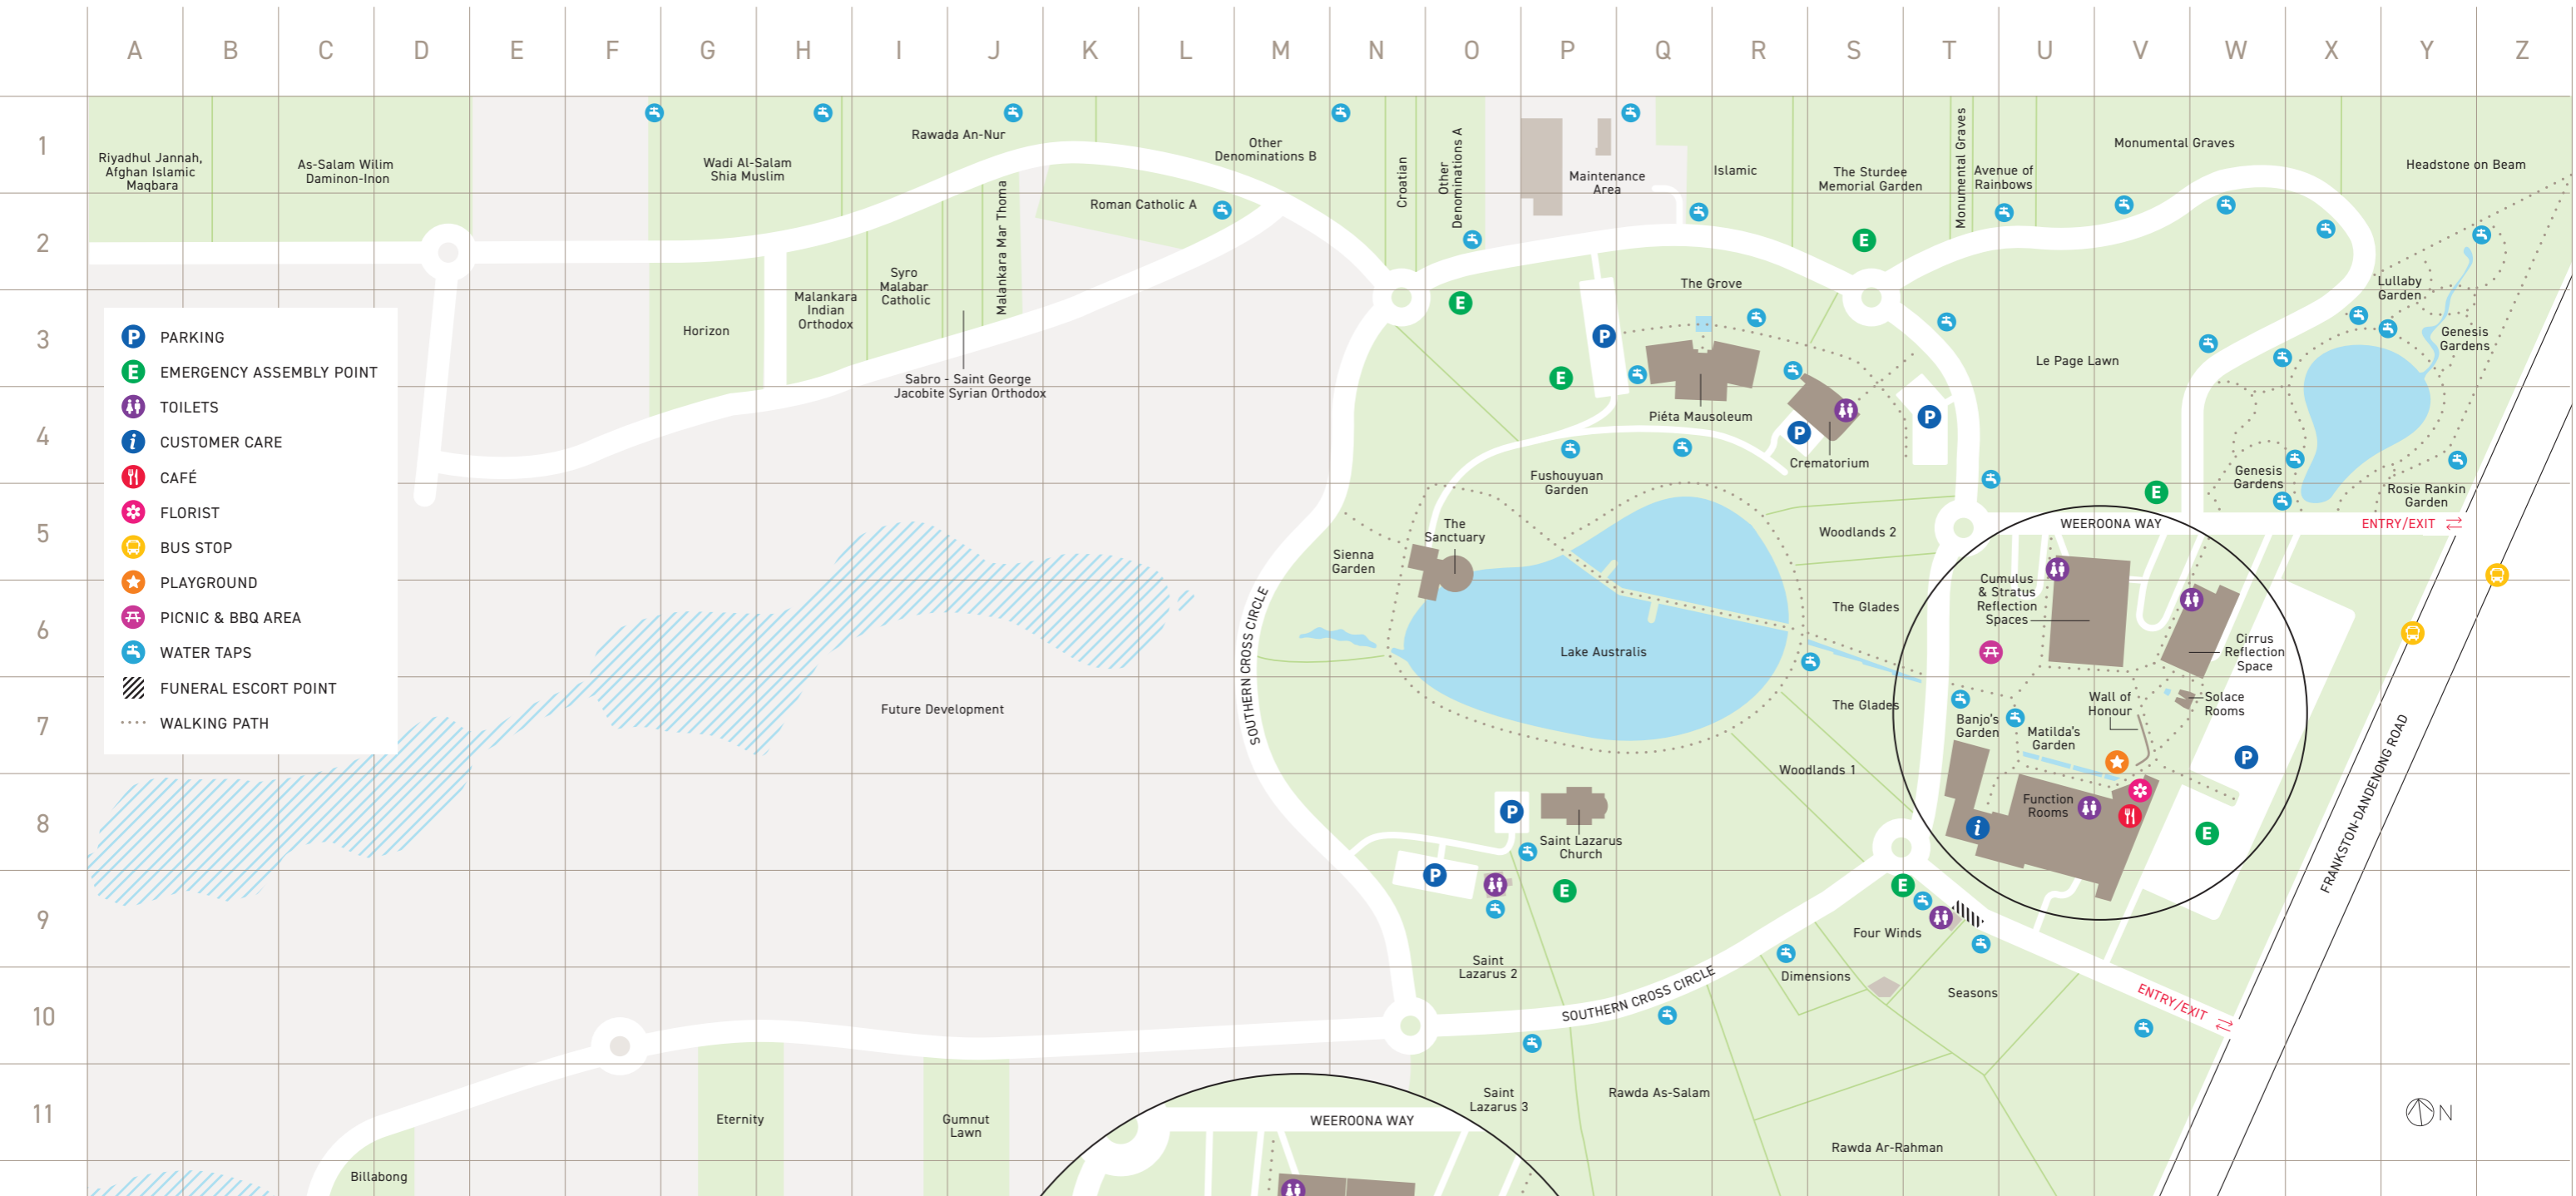 A B C D E F G H I J K L M N O P Q R S T U V W X Y Z
1
2
3
4
5
6
7
8
9
10
11
Riyadhul Jannah,
Afghan Islamic
Maqbara
As-Salam Wilim
Daminon-Inon
Wadi Al-Salam
Shia Muslim
Rawada An-Nur
Other
Denominations B
Croatian
Other
Denominations A
Maintenance
Area
Islamic
The Sturdee
Memorial Garden
Monumental Graves
Avenue of
Rainbows
Monumental Graves
Headstone on Beam
Roman Catholic A
Malankara Mar Thoma
Syro
Malabar
Catholic
Malankara
Indian
Orthodox
Horizon
Sabro - Saint George
Jacobite Syrian Orthodox
The Grove
Lullaby
Garden
Genesis
Gardens
Le Page Lawn
P PARKING
E EMERGENCY ASSEMBLY POINT
TOILETS
i CUSTOMER CARE
CAFÉ
FLORIST
BUS STOP
PLAYGROUND
PICNIC & BBQ AREA
WATER TAPS
FUNERAL ESCORT POINT
WALKING PATH
E
E
E
P
P
P
E
Piéta Mausoleum
Crematorium
Fushouyuan
Garden
Genesis
Gardens
Rosie Rankin
Garden
WEEROONA WAY
ENTRY/EXIT
The
Sanctuary
Sienna
Garden
Woodlands 2
Cumulus
& Stratus
Reflection
Spaces
The Glades
SOUTHERN CROSS CIRCLE
Lake Australis
Cirrus
Reflection
Space
Future Development
The Glades
Wall of
Honour
Solace
Rooms
Banjo's
Garden
Matilda's
Garden
P
Woodlands 1
FRANKSTON-DANDENONG ROAD
Function
Rooms
P
i
E
Saint Lazarus
Church
P
E
E
Four Winds
Saint
Lazarus 2
Dimensions
Seasons
SOUTHERN CROSS CIRCLE
ENTRY/EXIT
Saint
Lazarus 3
Rawda As-Salam
Eternity
Gumnut
Lawn
WEEROONA WAY
N
Rawda Ar-Rahman
Billabong